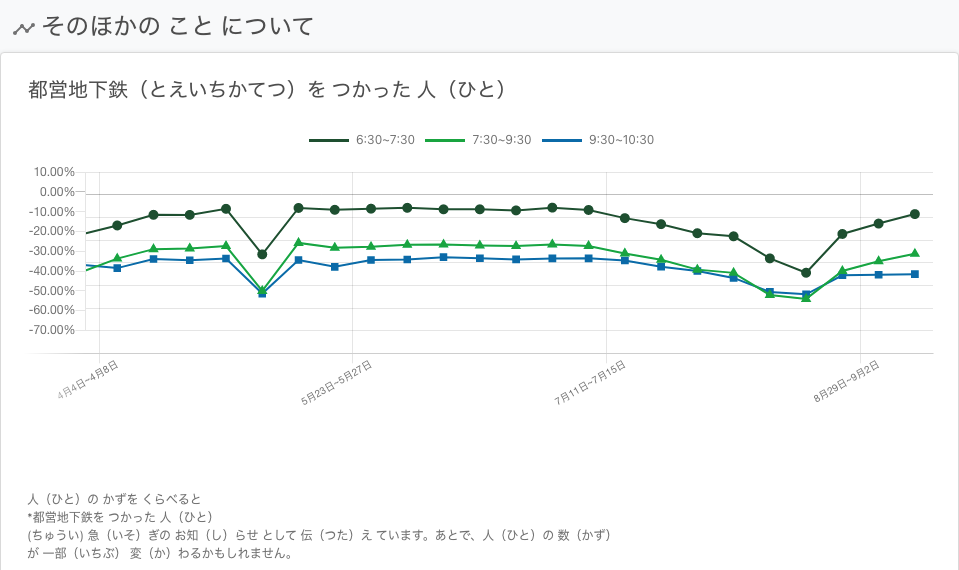 そのほかの こと について
都営地下鉄（とえいちかてつ）を つかった 人（ひと）
6:30~7:30 7:30~9:30 9:30~10:30
10.00%
0.00%
-10.00%
-20.00%
-30.00%
-40.00%
-50.00%
-60.00%
-70.00%
4月4日~4月8日 5月23日~5月27日 7月11日~7月15日 8月29日~9月2日
人（ひと）の かずを くらべると
*都営地下鉄を つかった 人（ひと）
(ちゅうい) 急（いそ）ぎの お知（し）らせ として 伝（つた）え ています。あとで、人（ひと）の 数（かず）
が 一部（いちぶ） 変（か）わるかもしれません。